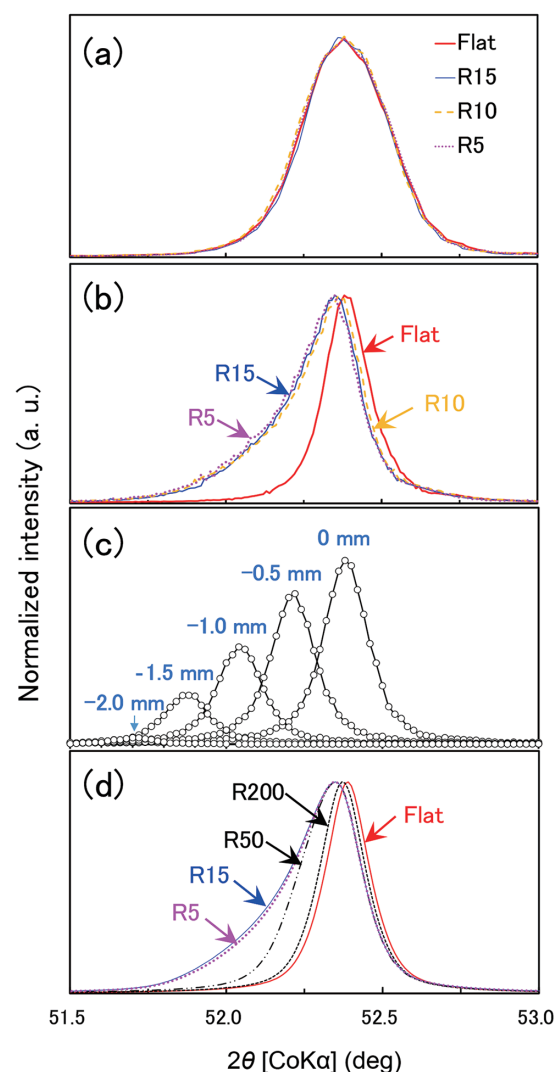 (a)
Flat
R15
R10
R5
(b)
Flat
R15
R5
R10
(c)
0 mm
−0.5 mm
−1.0 mm
-1.5 mm
−2.0 mm
(d)
R200
Flat
R50
R15
R5
Normalized intensity (a. u.)
51.5 52.0 52.5 53.0
2θ [CoKα] (deg)